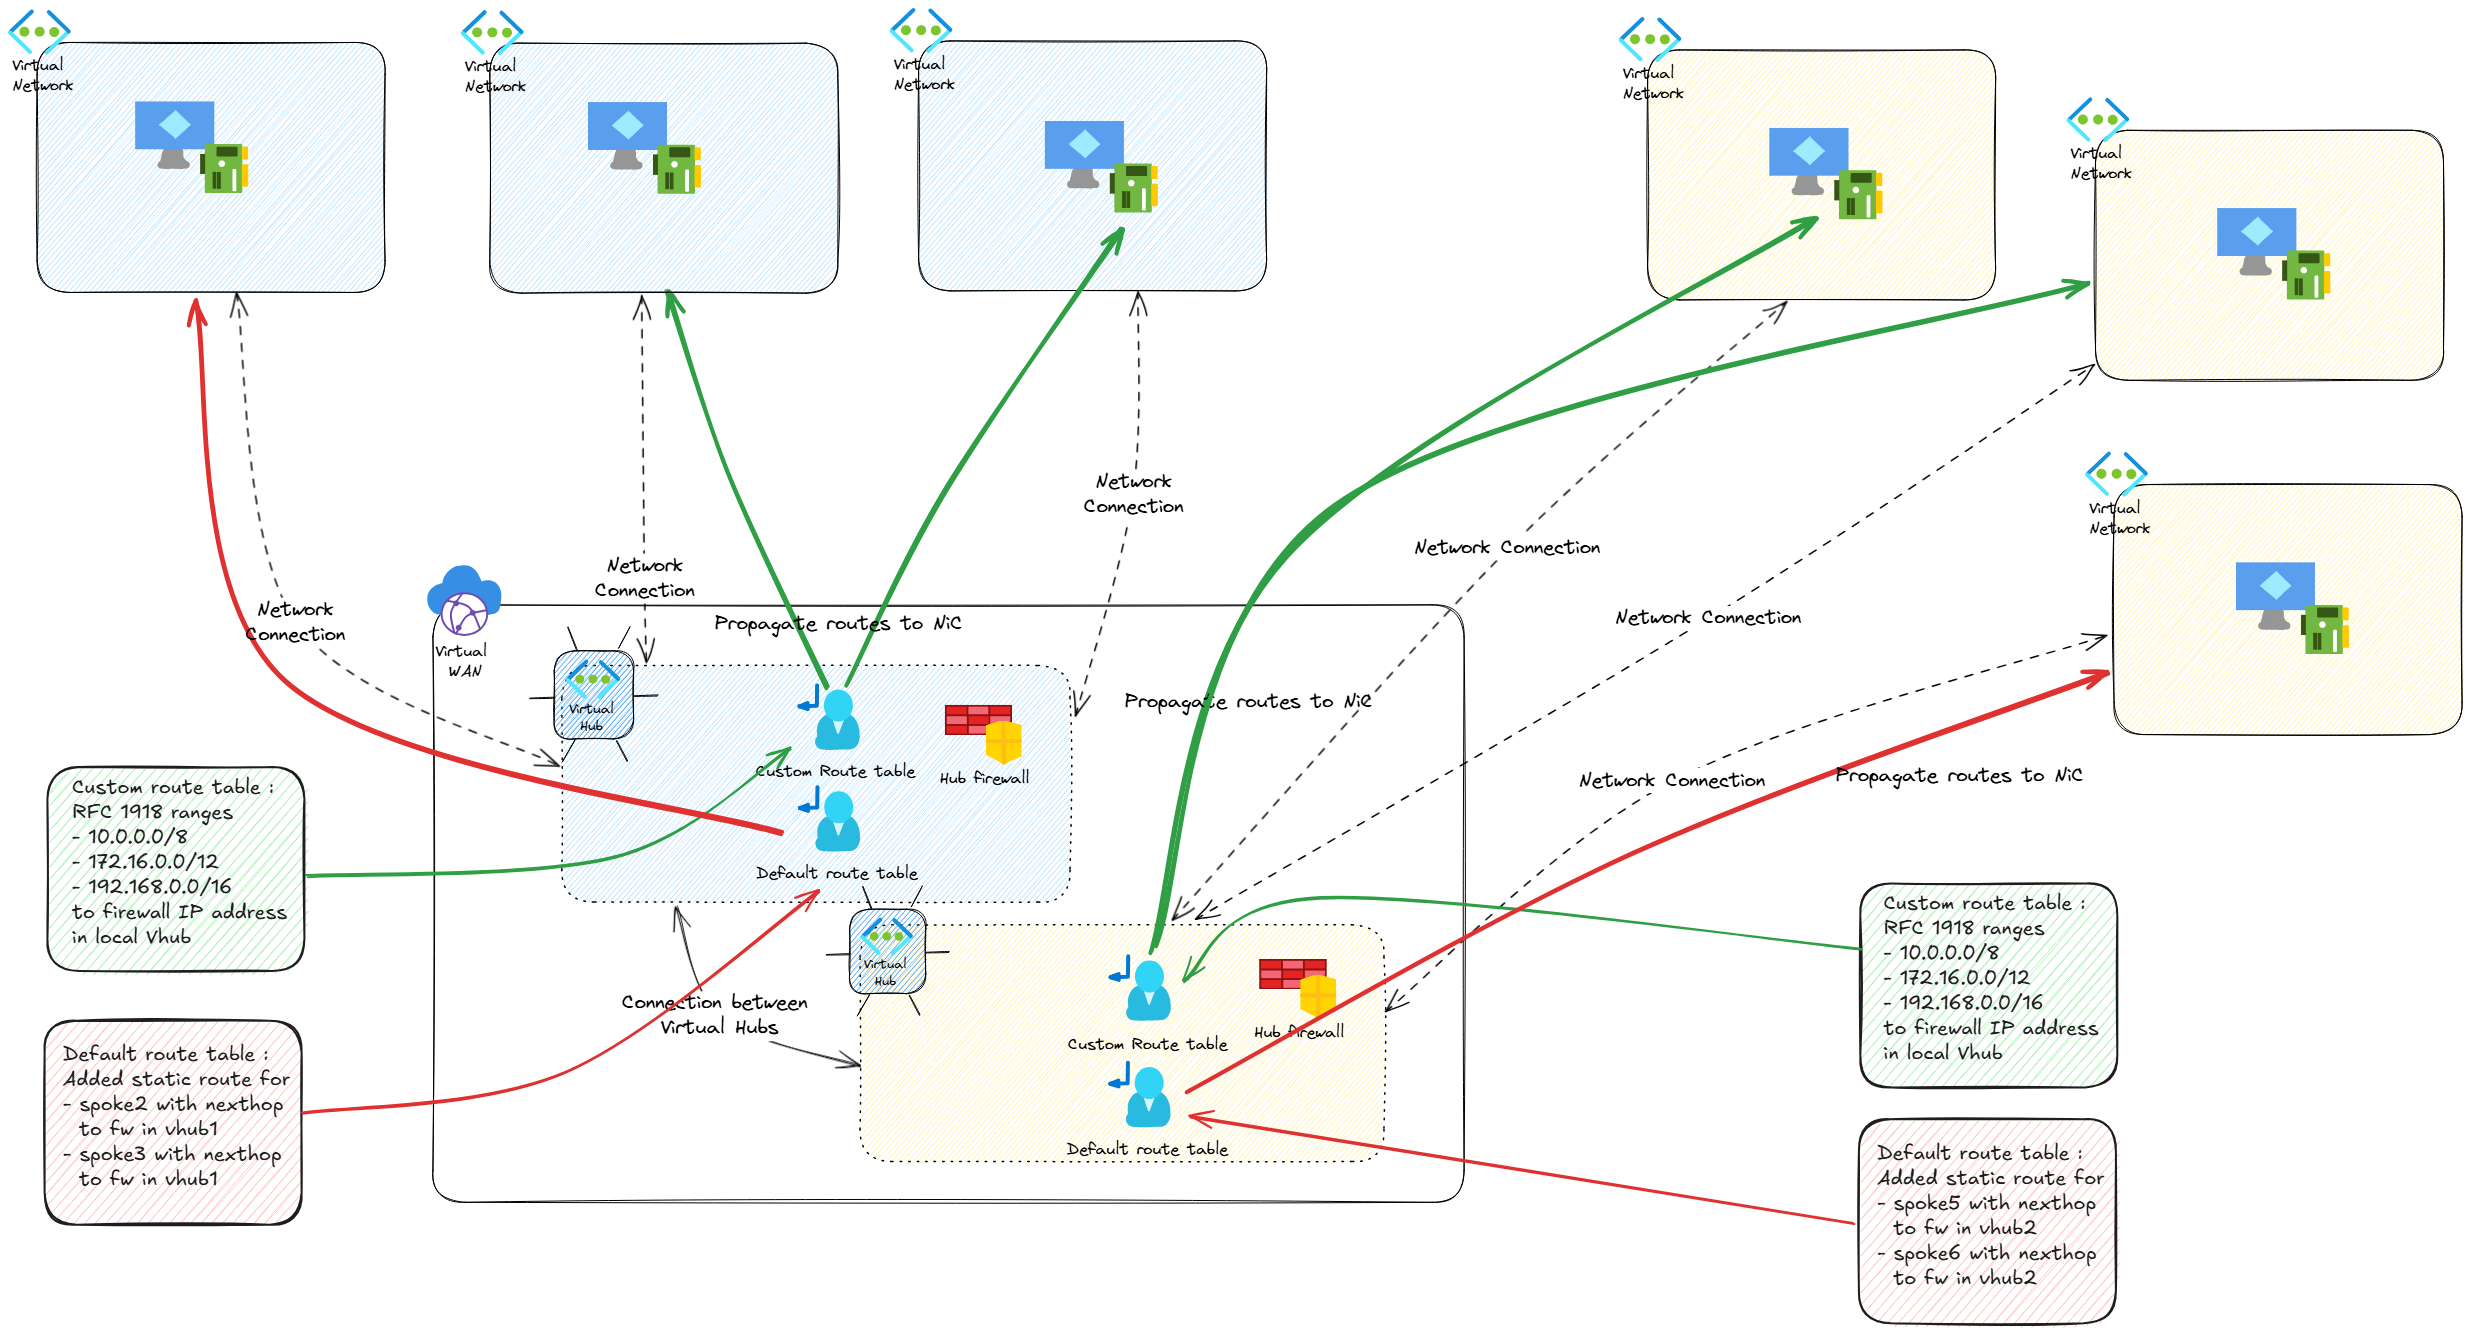 Virtual
Network
Virtual
Network
Virtual
Network
Virtual
Network
Virtual
Network
Virtual
Network
Network
Connection
Network
Connection
Network
Connection
Network Connection
Network Connection
Network Connection
Propagate routes to NiC
Propagate routes to NiC
Propagate routes to NiC
Virtual
WAN
Virtual
Hub
Custom Route table
Hub firewall
Default route table
Connection between
Virtual Hubs
Virtual
Hub
Custom Route table
Hub firewall
Default route table
Custom route table :
RFC 1918 ranges
- 10.0.0.0/8
- 172.16.0.0/12
- 192.168.0.0/16
to firewall IP address
in local Vhub
Default route table :
Added static route for
- spoke2 with nexthop
to fw in vhub1
- spoke3 with nexthop
to fw in vhub1
Custom route table :
RFC 1918 ranges
- 10.0.0.0/8
- 172.16.0.0/12
- 192.168.0.0/16
to firewall IP address
in local Vhub
Default route table :
Added static route for
- spoke5 with nexthop
to fw in vhub2
- spoke6 with nexthop
to fw in vhub2